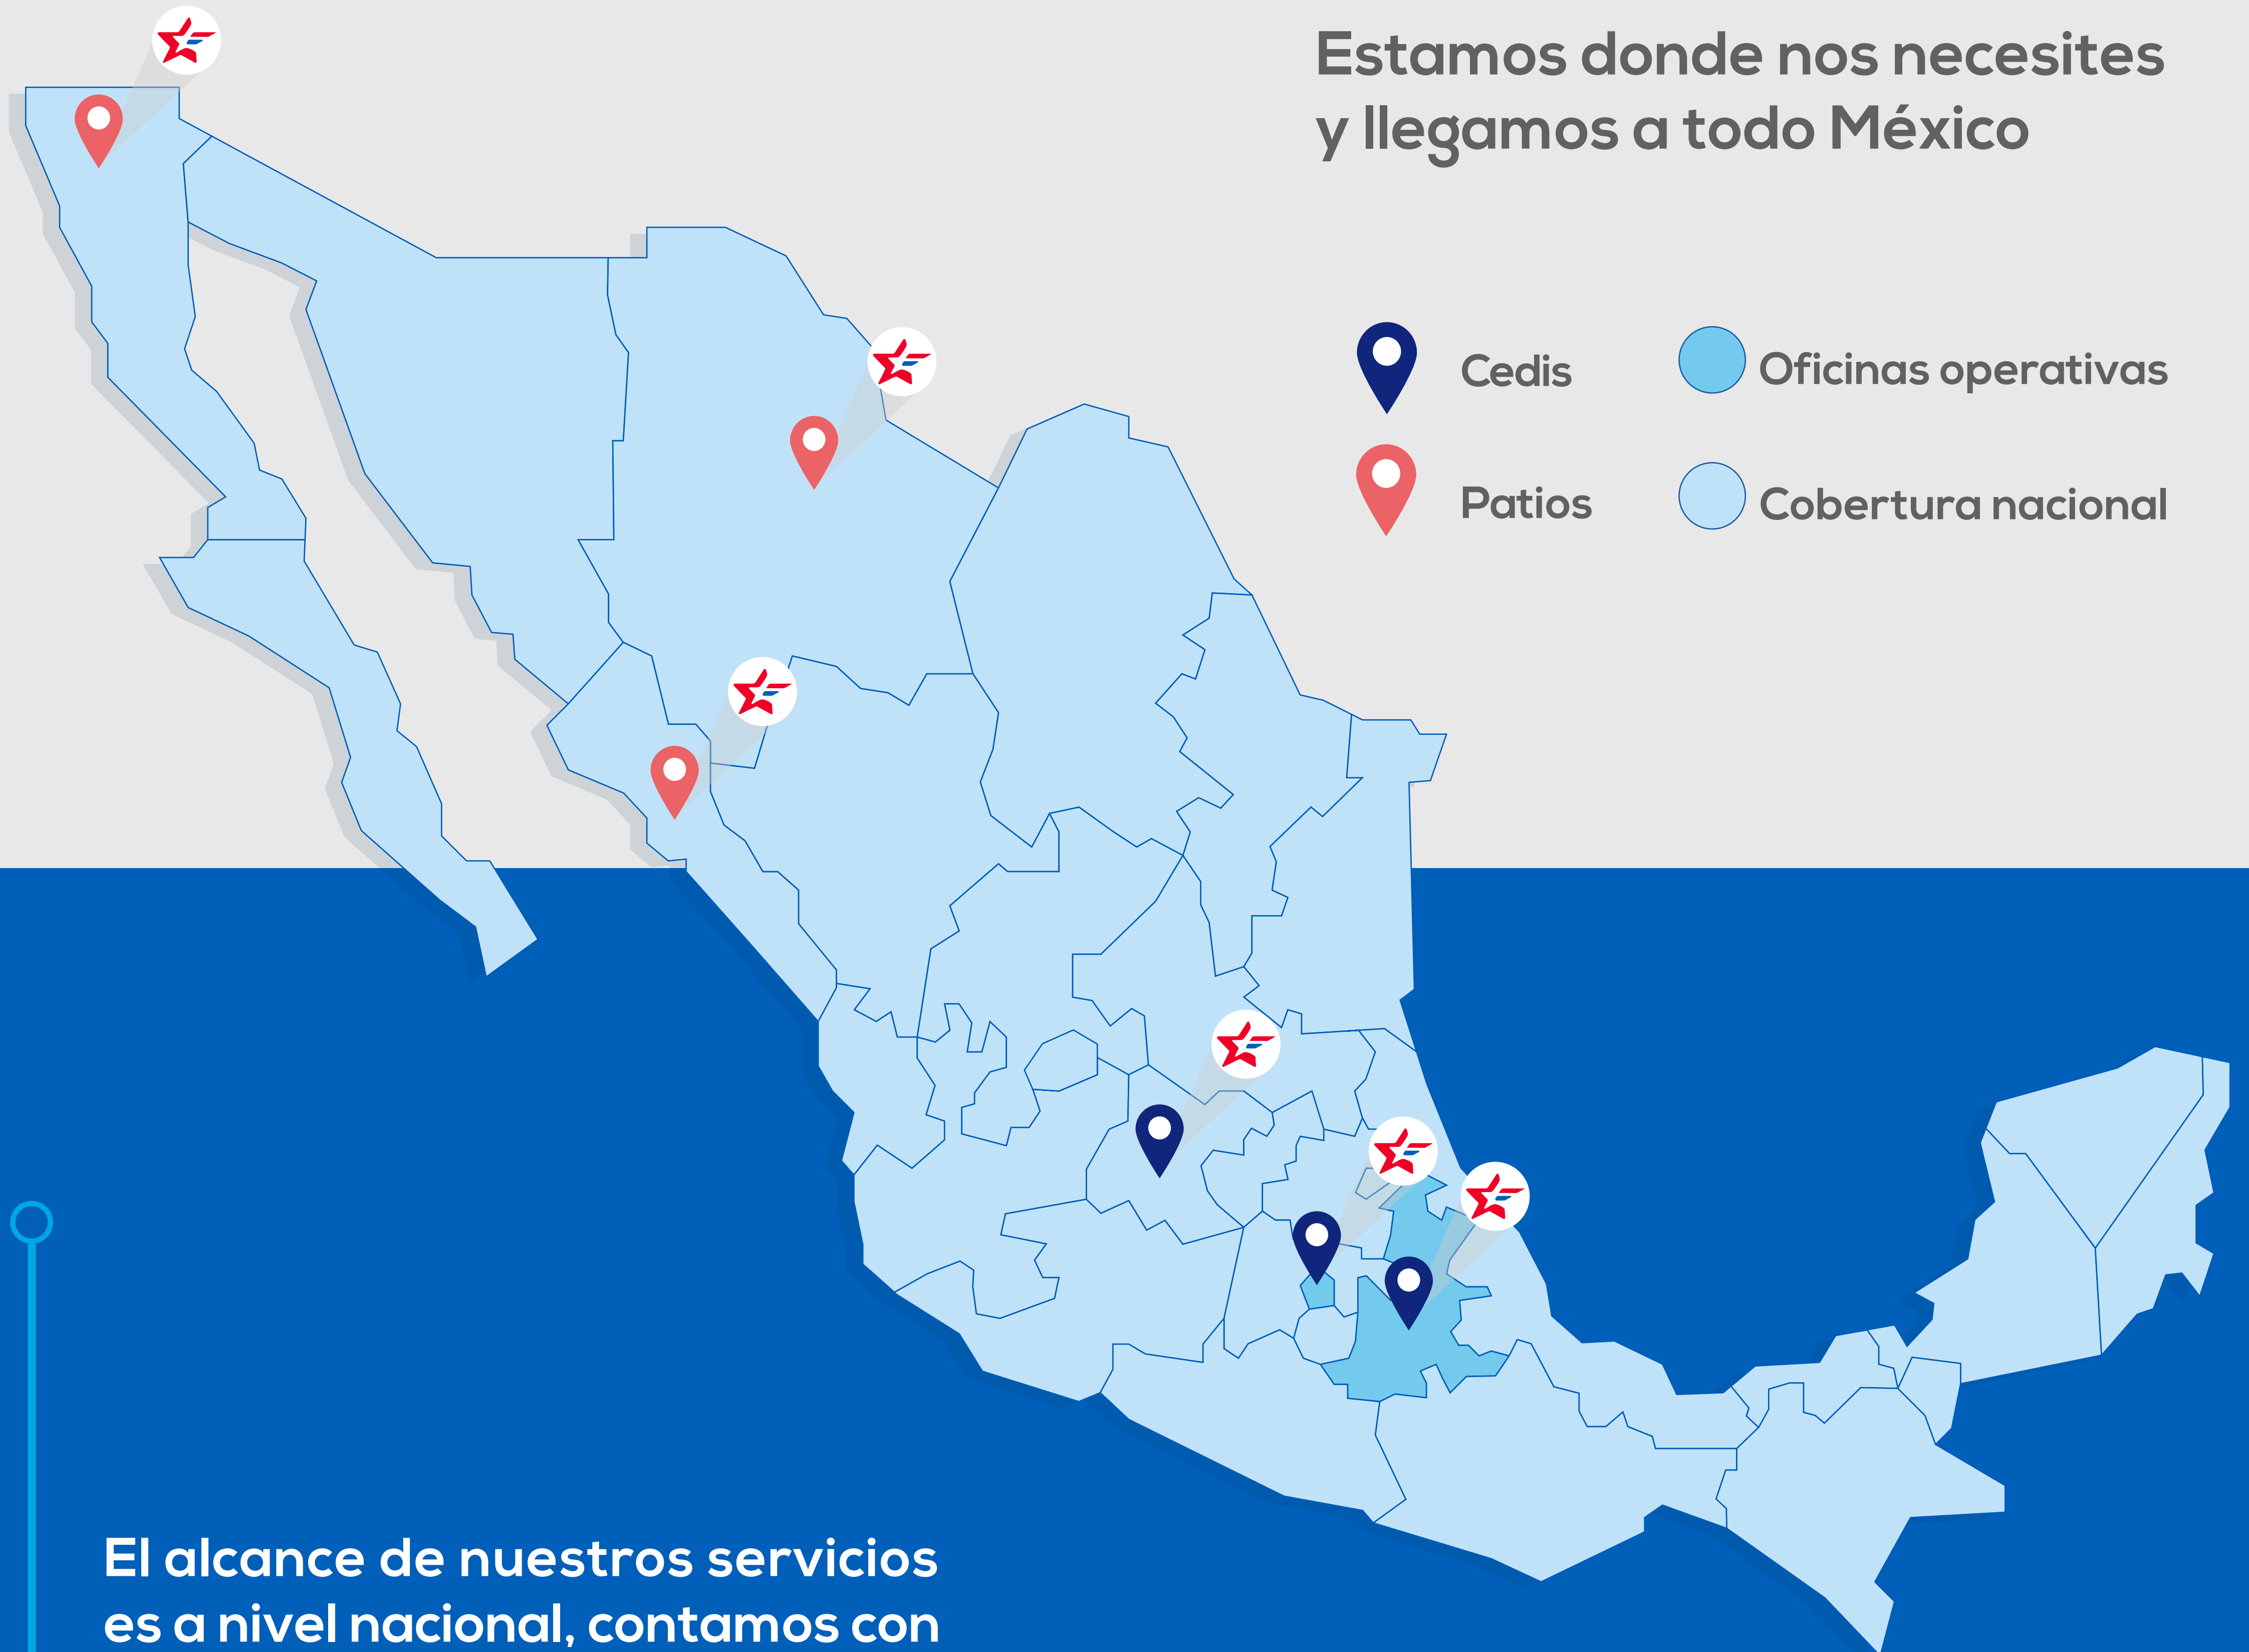 Estamos donde nos necesites
y llegamos a todo México
Cedis
Oficinas operativas
Patios
Cobertura nacional
El alcance de nuestros servicios
es a nivel nacional, contamos con